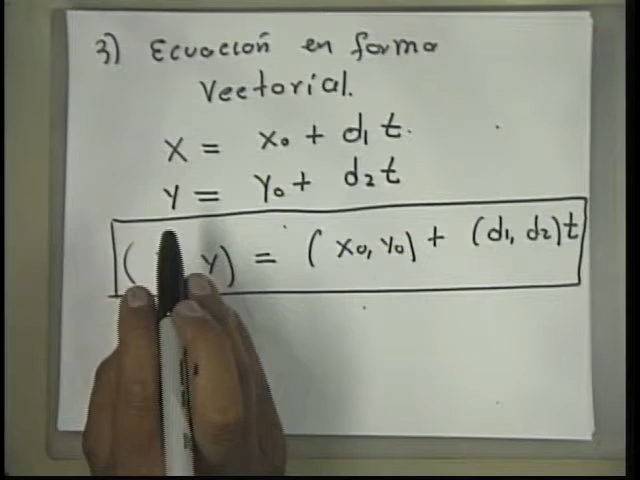 3) Ecuación en forma
Vectorial.
x = x₀ + d₁ t.
y = y₀ + d₂ t
( y) = (x₀, y₀) + (d₁, d₂)t